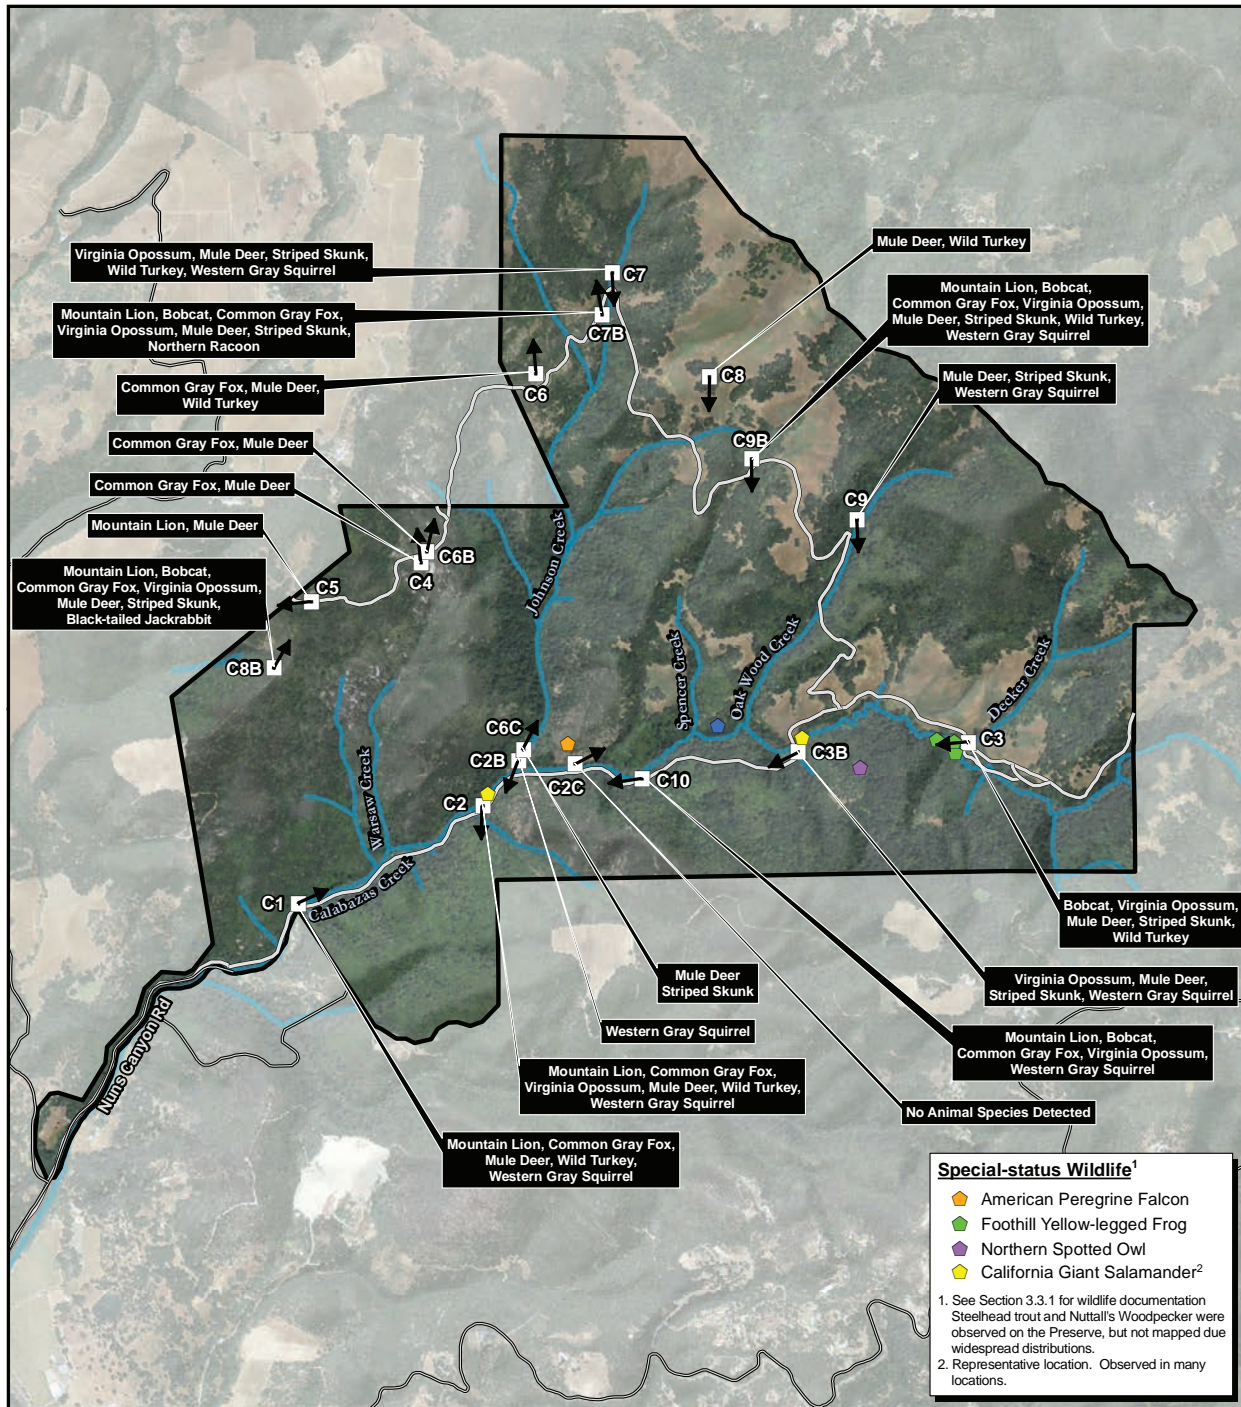 Virginia Opossum, Mule Deer, Striped Skunk,
Wild Turkey, Western Gray Squirrel
Mountain Lion, Bobcat, Common Gray Fox,
Virginia Opossum, Mule Deer, Striped Skunk,
Northern Racoon
Common Gray Fox, Mule Deer,
Wild Turkey
Common Gray Fox, Mule Deer
Common Gray Fox, Mule Deer
Mountain Lion, Mule Deer
Mountain Lion, Bobcat,
Common Gray Fox, Virginia Opossum,
Mule Deer, Striped Skunk,
Black-tailed Jackrabbit
Mule Deer, Wild Turkey
Mountain Lion, Bobcat,
Common Gray Fox, Virginia Opossum,
Mule Deer, Striped Skunk, Wild Turkey,
Western Gray Squirrel
Mule Deer, Striped Skunk,
Western Gray Squirrel
C7
C7B
C6
C8
C9B
C9
C6B
C4
C5
C8B
Johnson Creek
Spencer Creek
Oak Wood Creek
Decker Creek
Warsaw Creek
Calabazas Creek
C6C
C2B
C2C
C2
C10
C3B
C3
C1
Nuns Canyon Rd
Bobcat, Virginia Opossum,
Mule Deer, Striped Skunk,
Wild Turkey
Virginia Opossum, Mule Deer,
Striped Skunk, Western Gray Squirrel
Mule Deer
Striped Skunk
Western Gray Squirrel
Mountain Lion, Bobcat,
Common Gray Fox, Virginia Opossum,
Western Gray Squirrel
Mountain Lion, Common Gray Fox,
Virginia Opossum, Mule Deer, Wild Turkey,
Western Gray Squirrel
No Animal Species Detected
Mountain Lion, Common Gray Fox,
Mule Deer, Wild Turkey,
Western Gray Squirrel
Special-status Wildlife1
American Peregrine Falcon
Foothill Yellow-legged Frog
Northern Spotted Owl
California Giant Salamander2
1. See Section 3.3.1 for wildlife documentation
Steelhead trout and Nuttall's Woodpecker were
observed on the Preserve, but not mapped due
widespread distributions.
2. Representative location. Observed in many
locations.